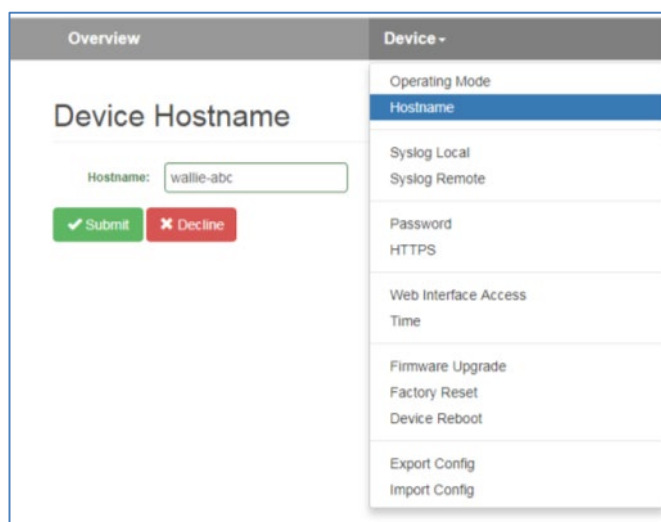 Overview
Device
Device Hostname
Hostname:
wallie-abc
Submit
Decline
Operating Mode
Hostname
Syslog Local
Syslog Remote
Password
HTTPS
Web Interface Access
Time
Firmware Upgrade
Factory Reset
Device Reboot
Export Config
Import Config